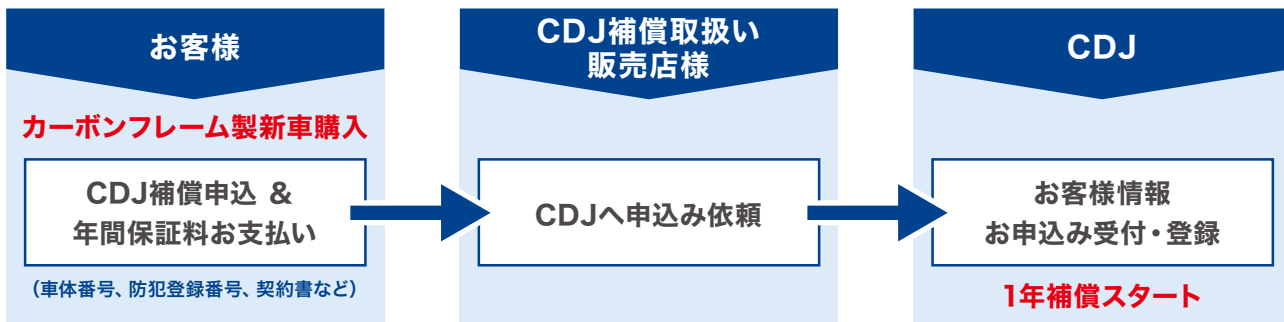 お客様
カーボンフレーム製新車購入
CDJ補償申込 &
年間保証料お支払い
（車体番号、防犯登録番号、契約書など）
CDJ補償取扱い
販売店様
CDJへ申込み依頼
CDJ
お客様情報
お申込み受付・登録
1年補償スタート